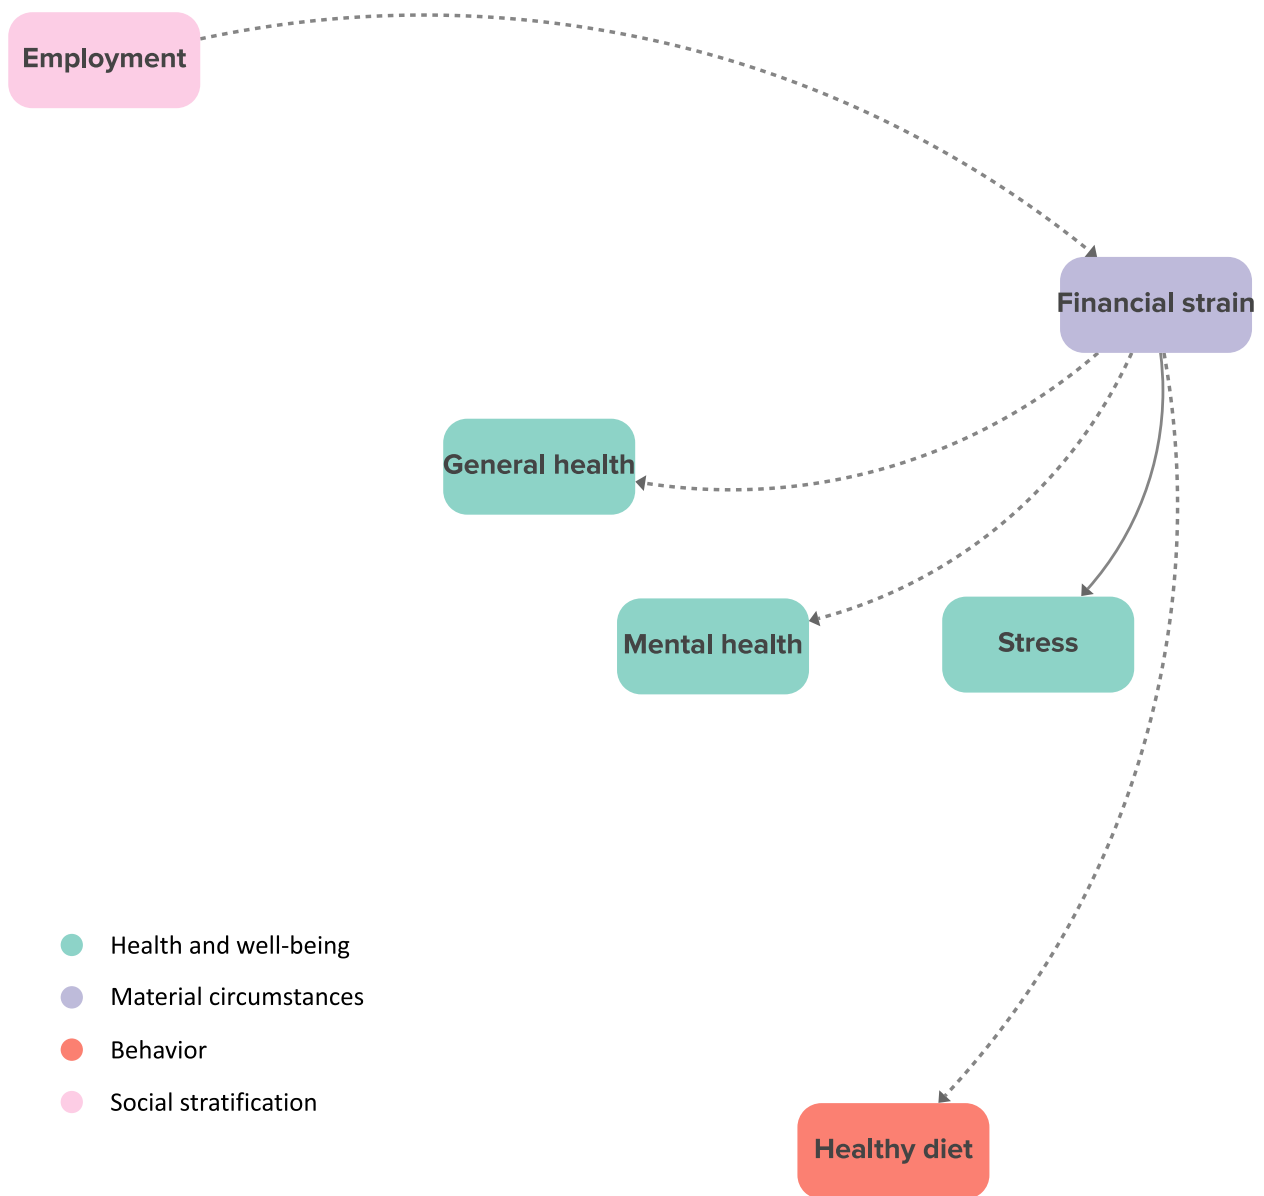 Employment
Financial strain
General health
Mental health
Stress
Health and well-being
Material circumstances
Behavior
Social stratification
Healthy diet